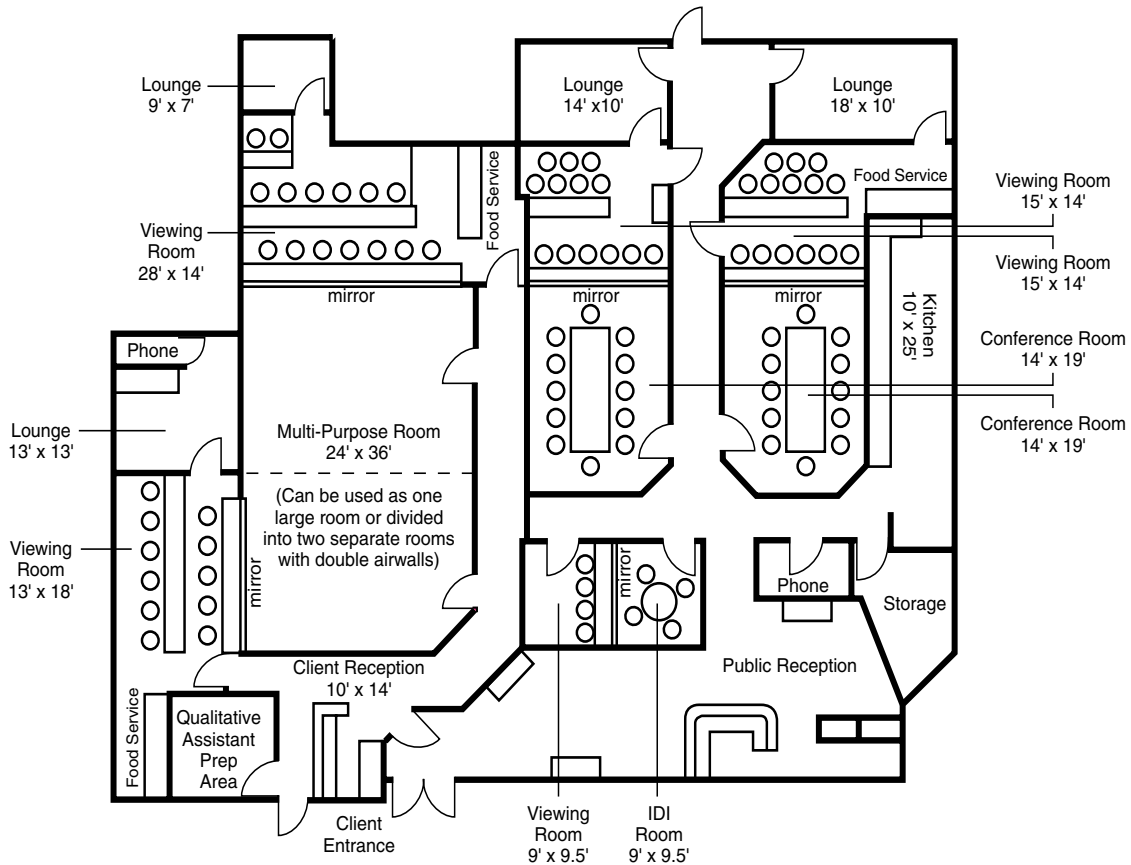 Lounge
9' x 7'
Lounge
14' x10'
Lounge
18' x 10'
Food Service
Food Service
Viewing Room
15' x 14'
Viewing
Room
28' x 14'
Viewing Room
15' x 14'
mirror
mirror
mirror
Kitchen
10' x 25'
Phone
Conference Room
14' x 19'
Lounge
13' x 13'
Multi-Purpose Room
24' x 36'
Conference Room
14' x 19'
(Can be used as one
large room or divided
into two separate rooms
with double airwalls)
Viewing
Room
13' x 18'
mirror
mirror
Phone
Storage
Client Reception
10' x 14'
Public Reception
Food Service
Qualitative
Assistant
Prep
Area
Client
Entrance
Viewing
Room
9' x 9.5'
IDI
Room
9' x 9.5'